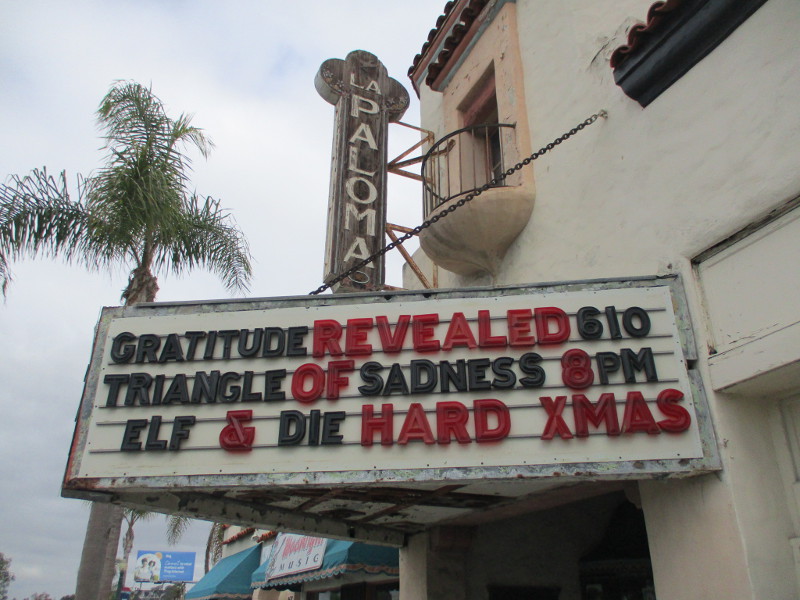 LA PALOMA
GRATITUDE REVEALED 610
TRIANGLE OF SADNESS 8PM
ELF & DIE HARD XMAS
MUSIC